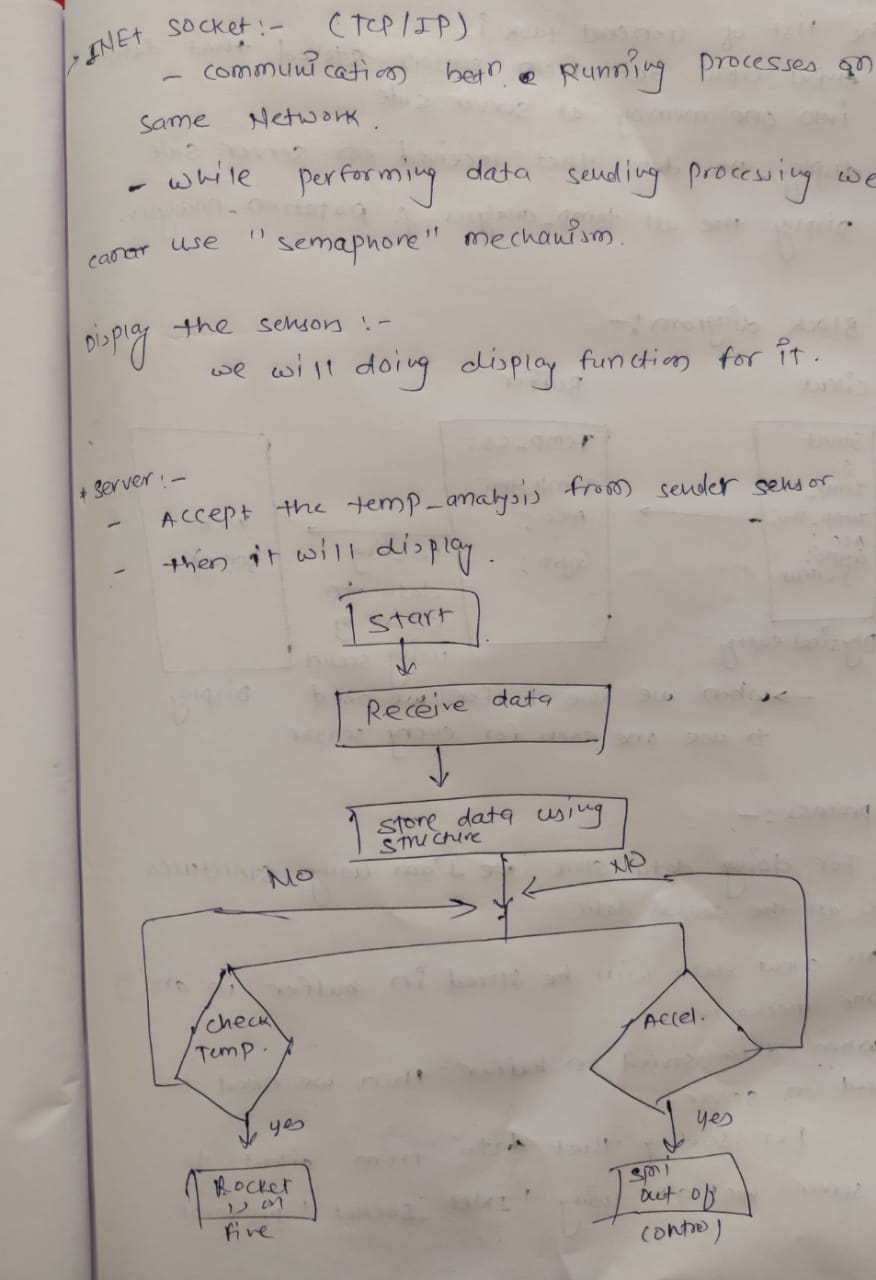 INET socket:- (TCP/IP)
- communication betn Running processes on
same Network.
- while performing data sending processing we
use "semaphore" mechanism.
Display the sensors :-
we will doing display function for it.
* server :-
- Accept the temp_analysis from sender sensor
- then it will display.
Start
Receive data
store data using
structure
NO
NO
check
Temp.
Accel.
yes
yes
Rocket
is on
fire
out of
control